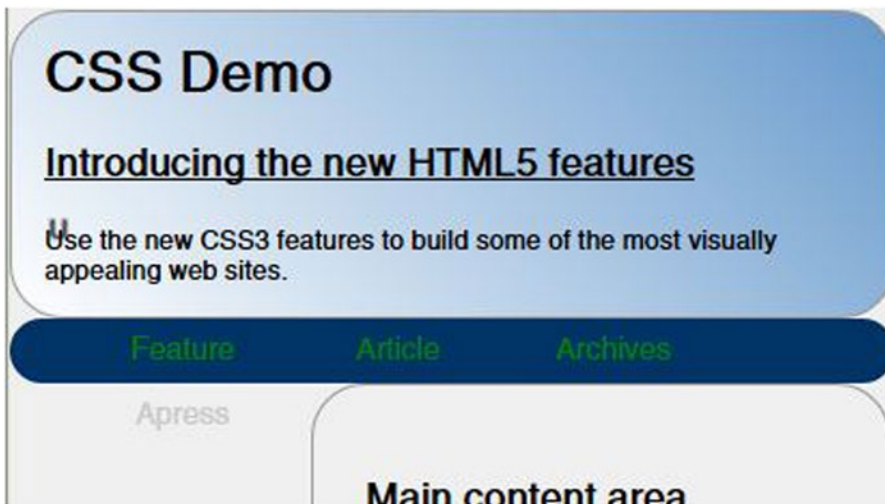 CSS Demo
Introducing the new HTML5 features
Use the new CSS3 features to build some of the most visually
appealing web sites.
Feature Article Archives
Apress
Main content area